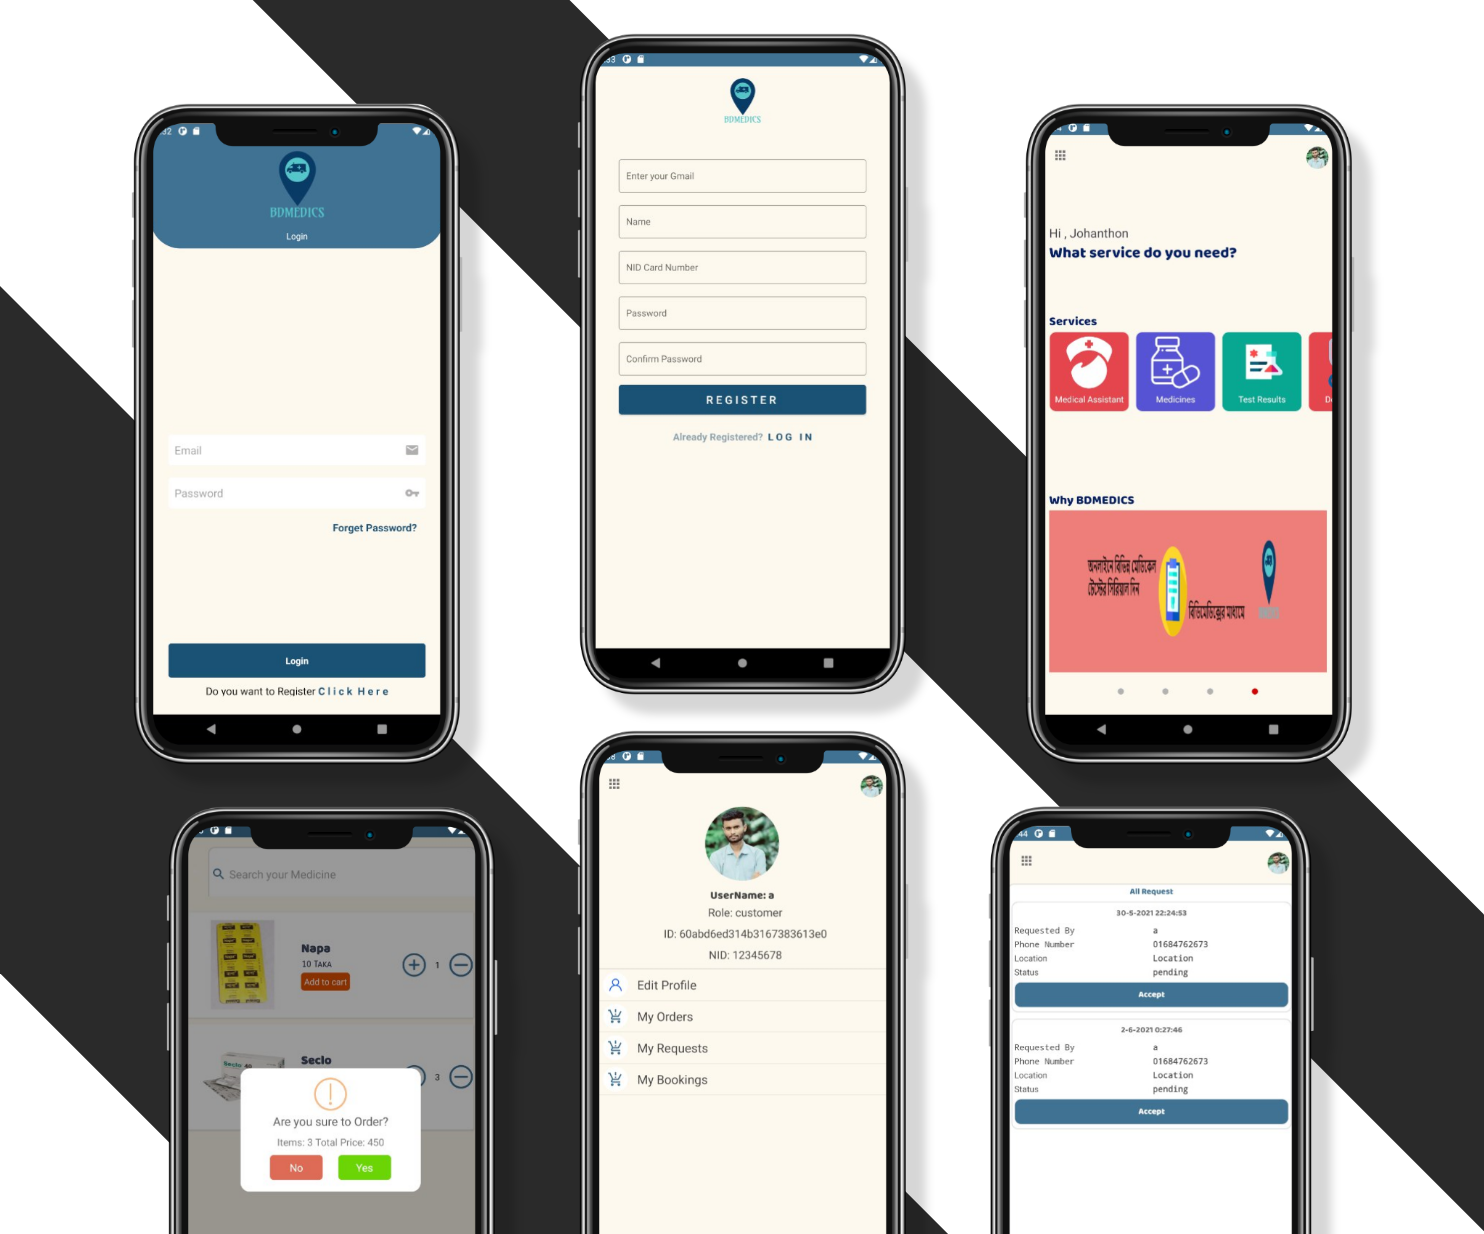 BDMEDICS
Login
Email
Password
Forget Password?
Login
Do you want to Register Click Here
BDMEDICS
Enter your Gmail
Name
NID Card Number
Password
Confirm Password
REGISTER
Already Registered? LOG IN
Hi , Johanthon
What service do you need?
Services
Medical Assistant
Medicines
Test Results
Why BDMEDICS
অনলাইনে বিভিন্ন মেডিকেল
টেস্টের সিরিয়াল দিন
বিডিমেডিক্সের মাধ্যমে
Search your Medicine
Napa
10 TAKA
Add to cart
1
Seclo
3
Are you sure to Order?
Items: 3 Total Price: 450
No
Yes
UserName: a
Role: customer
ID: 60abd6ed314b3167383613e0
NID: 12345678
Edit Profile
My Orders
My Requests
My Bookings
44
All Request
30-5-2021 22:24:53
Requested By a
Phone Number 01684762673
Location Location
Status pending
Accept
2-6-2021 0:27:46
Requested By a
Phone Number 01684762673
Location Location
Status pending
Accept